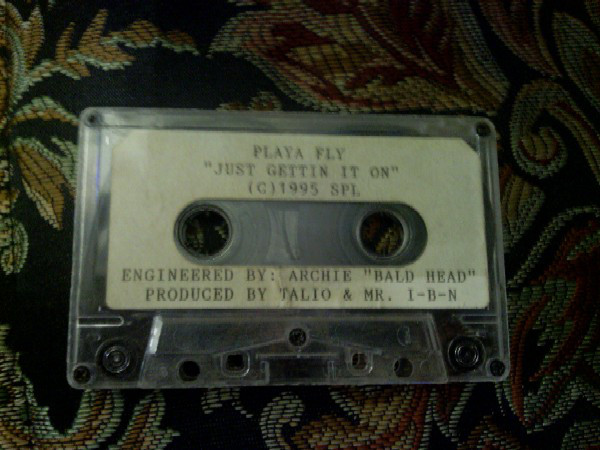 PLAYA FLY
"JUST GETTIN IT ON"
(C)1995 SPL
ENGINEERED BY: ARCHIE "BALD HEAD"
PRODUCED BY TALIO & MR. I-B-N